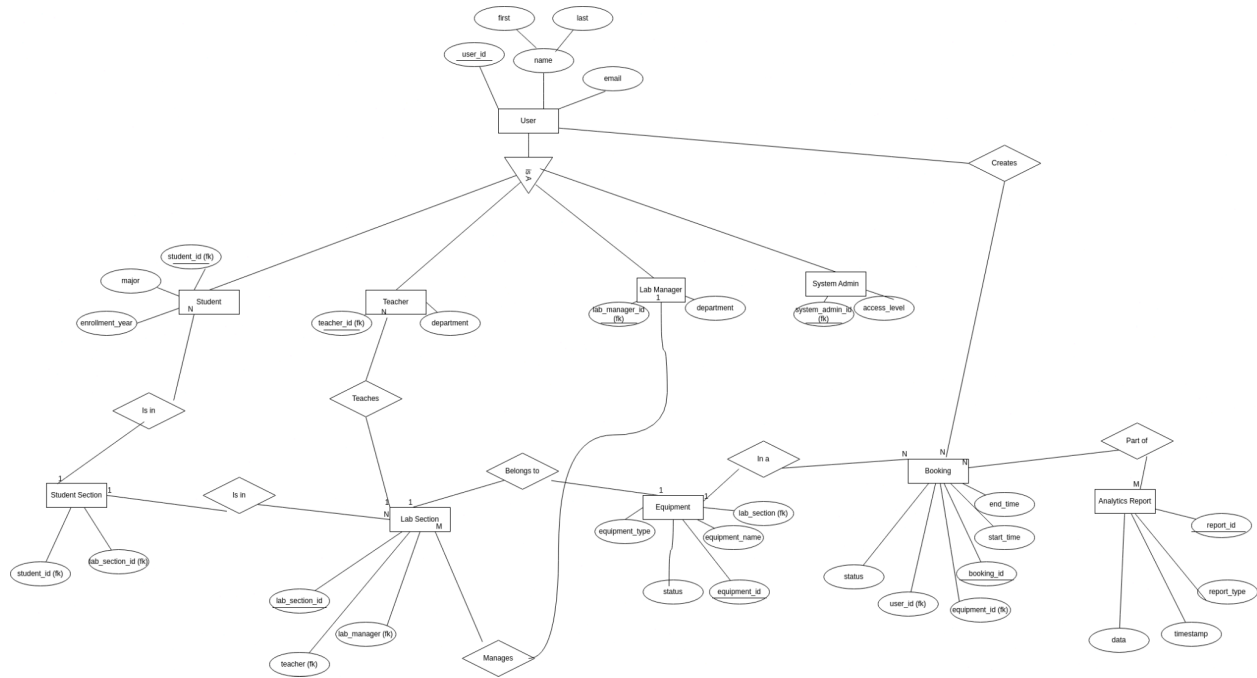 first
last
user_id
name
email
User
is A
Creates
student_id (fk)
major
enrollment_year
Student
N
Teacher
N
teacher_id (fk)
department
Lab Manager
1
lab_manager_id
(fk)
department
System Admin
system_admin_id
(fk)
access_level
Is in
Teaches
Belongs to
In a
Part of
1
Student Section
1
Is in
1
1
N
Lab Section
M
1
Equipment
1
N
N
N
Booking
M
Analytics Report
student_id (fk)
lab_section_id (fk)
equipment_type
equipment_name
lab_section (fk)
status
equipment_id
end_time
start_time
booking_id
status
user_id (fk)
equipment_id (fk)
report_id
report_type
timestamp
data
lab_section_id
lab_manager (fk)
teacher (fk)
Manages